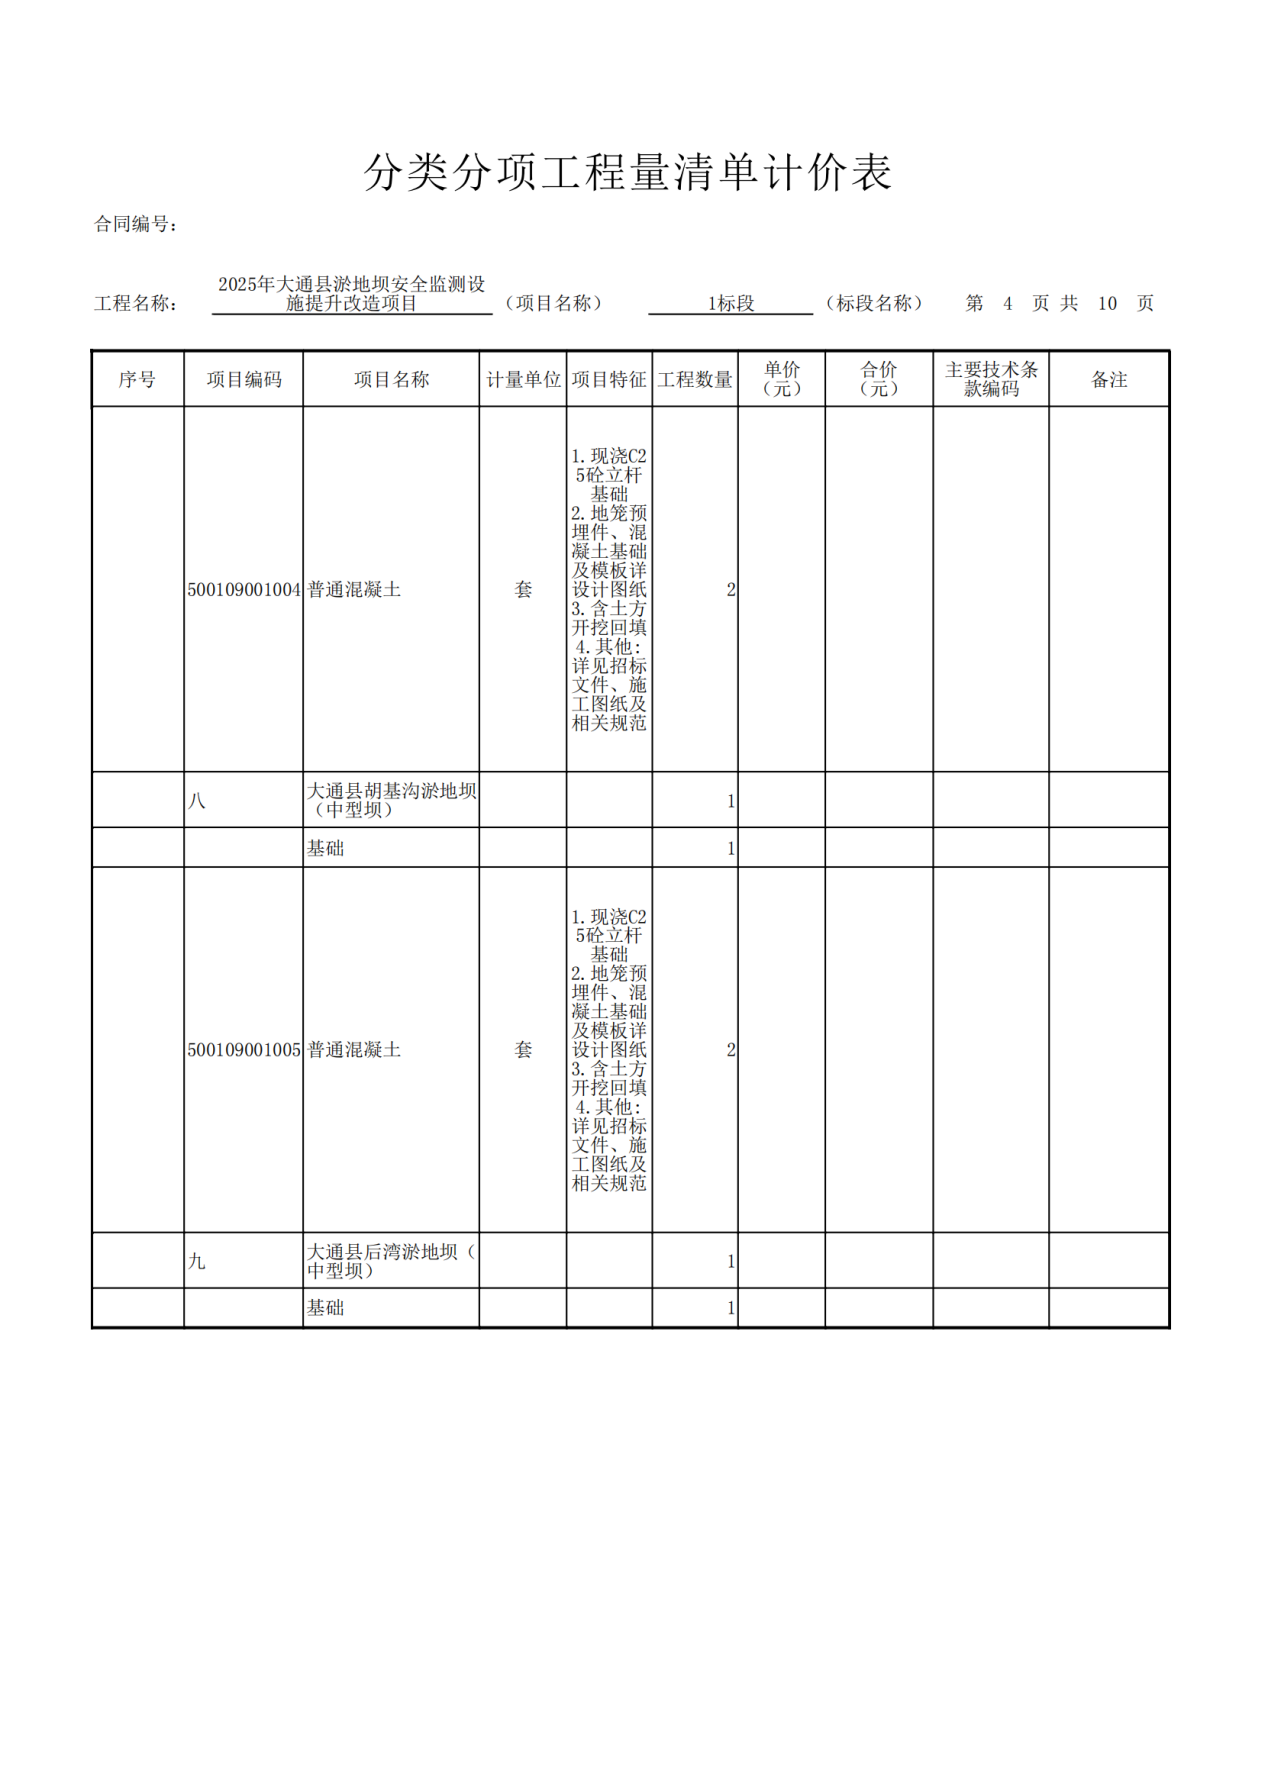 分类分项工程量清单计价表
合同编号:
2025年大通县淤地坝安全监测设
工程名称: 施提升改造项目 （项目名称） 1标段 （标段名称） 第 4 页 共 10 页
序号 项目编码 项目名称 计量单位 项目特征 工程数量 单价 合价 主要技术条 备注
（元） （元） 款编码
1.现浇C2
5砼立杆
基础
2.地笼预
埋件、混
凝土基础
及模板详
500109001004 普通混凝土 套 设计图纸 2
3.含土方
开挖回填
4.其他:
详见招标
文件、施
工图纸及
相关规范
八 大通县胡基沟淤地坝 1
（中型坝）
基础 1
1.现浇C2
5砼立杆
基础
2.地笼预
埋件、混
凝土基础
及模板详
500109001005 普通混凝土 套 设计图纸 2
3.含土方
开挖回填
4.其他:
详见招标
文件、施
工图纸及
相关规范
九 大通县后湾淤地坝（ 1
中型坝）
基础 1